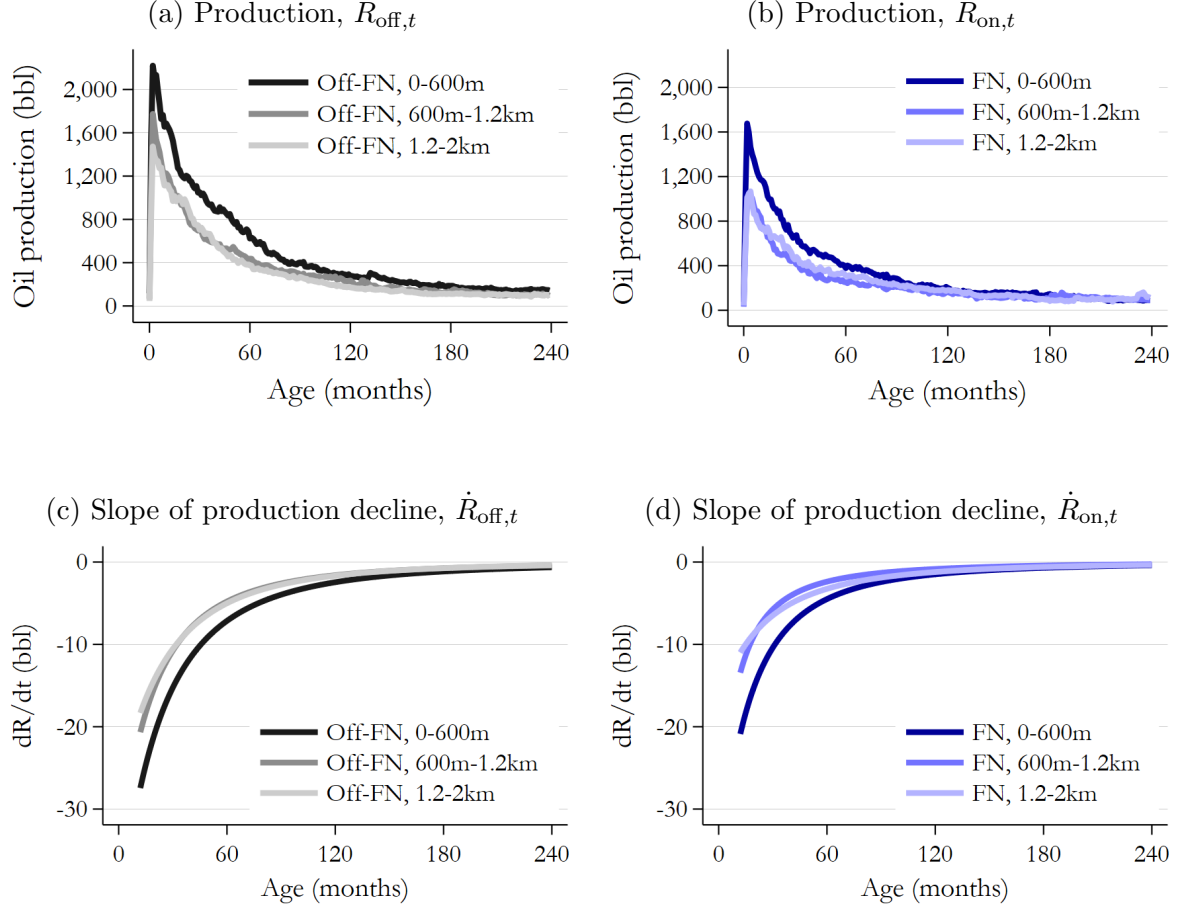 (a) Production, R_off,t
Oil production (bbl)
2,000
1,600
1,200
800
400
0
Off-FN, 0-600m
Off-FN, 600m-1.2km
Off-FN, 1.2-2km
0 60 120 180 240
Age (months)
(b) Production, R_on,t
Oil production (bbl)
2,000
1,600
1,200
800
400
0
FN, 0-600m
FN, 600m-1.2km
FN, 1.2-2km
0 60 120 180 240
Age (months)
(c) Slope of production decline, Ṙ_off,t
dR/dt (bbl)
0
-10
-20
-30
Off-FN, 0-600m
Off-FN, 600m-1.2km
Off-FN, 1.2-2km
0 60 120 180 240
Age (months)
(d) Slope of production decline, Ṙ_on,t
dR/dt (bbl)
0
-10
-20
-30
FN, 0-600m
FN, 600m-1.2km
FN, 1.2-2km
0 60 120 180 240
Age (months)